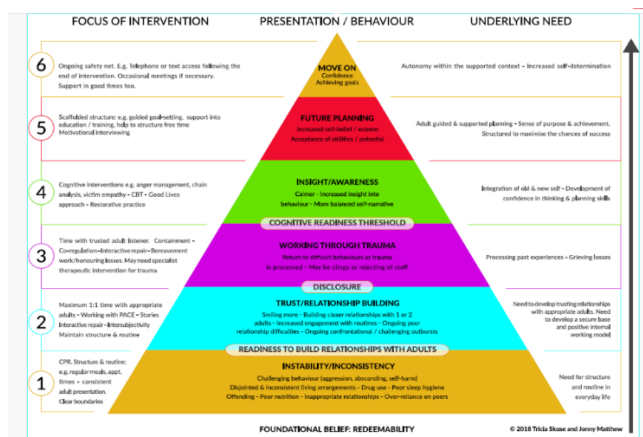 FOCUS OF INTERVENTION
PRESENTATION / BEHAVIOUR
UNDERLYING NEED
6
Ongoing safety net. E.g. Telephone or text access following the
end of intervention. Occasional meetings if necessary.
Support in good times too.
MOVE ON
Confidence
Achieving goals
Autonomy within the supported context • Increased self-determination
5
Scaffolded structure: e.g. guided goal-setting, support into
education / training, help to structure free time
Motivational interviewing
FUTURE PLANNING
Increased self-belief / esteem
Acceptance of abilities / potential
Adult guided & supported planning • Sense of purpose & achievement.
Structured to maximise the chances of success
4
Cognitive interventions e.g. anger management, chain
analysis, victim empathy • CBT • Good Lives
approach • Restorative practice
INSIGHT/AWARENESS
Calmer • Increased insight into
behaviour • More balanced self-narrative
Integration of old & new self • Development of
confidence in thinking & planning skills
COGNITIVE READINESS THRESHOLD
3
Time with trusted adult listener. Containment •
Co-regulation • Interactive repair • Bereavement
work/honouring losses. May need specialist
therapeutic intervention for trauma
WORKING THROUGH TRAUMA
Return to difficult behaviours as trauma
is processed • May be clingy or rejecting of staff
Processing past experiences • Grieving losses
DISCLOSURE
2
Maximum 1:1 time with appropriate
adults • Working with PACE • Stories
Interactive repair • Intersubjectivity
Maintain structure & routine
TRUST/RELATIONSHIP BUILDING
Smiling more • Building closer relationships with 1 or 2
adults • Increased engagement with routines • Ongoing peer
relationship difficulties • Ongoing confrontational / challenging outbursts
Need to develop trusting relationships
with appropriate adults. Need
to develop a secure base
and positive internal
working model
READINESS TO BUILD RELATIONSHIPS WITH ADULTS
1
CPR, Structure & routine:
e.g. regular meals, appt.
times • consistent
adult presentation.
Clear boundaries
INSTABILITY/INCONSISTENCY
Challenging behaviour (aggression, absconding, self-harm)
Disjointed & inconsistent living arrangements • Drug use • Poor sleep hygiene
Offending • Poor nutrition • Inappropriate relationships • Over-reliance on peers
Need for structure
and routine in
everyday life
FOUNDATIONAL BELIEF: REDEEMABILITY
© 2018 Tricia Skuse and Jonny Matthew